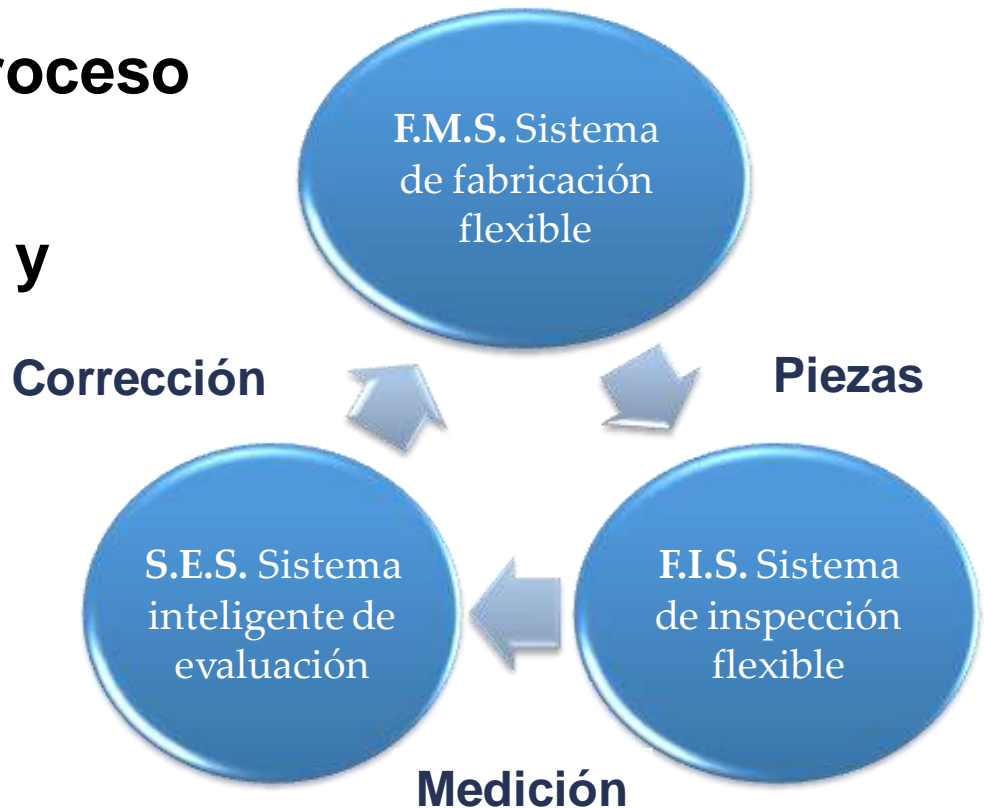 roceso
F.M.S. Sistema
de fabricación
flexible
y
Corrección
Piezas
S.E.S. Sistema
inteligente de
evaluación
F.I.S. Sistema
de inspección
flexible
Medición